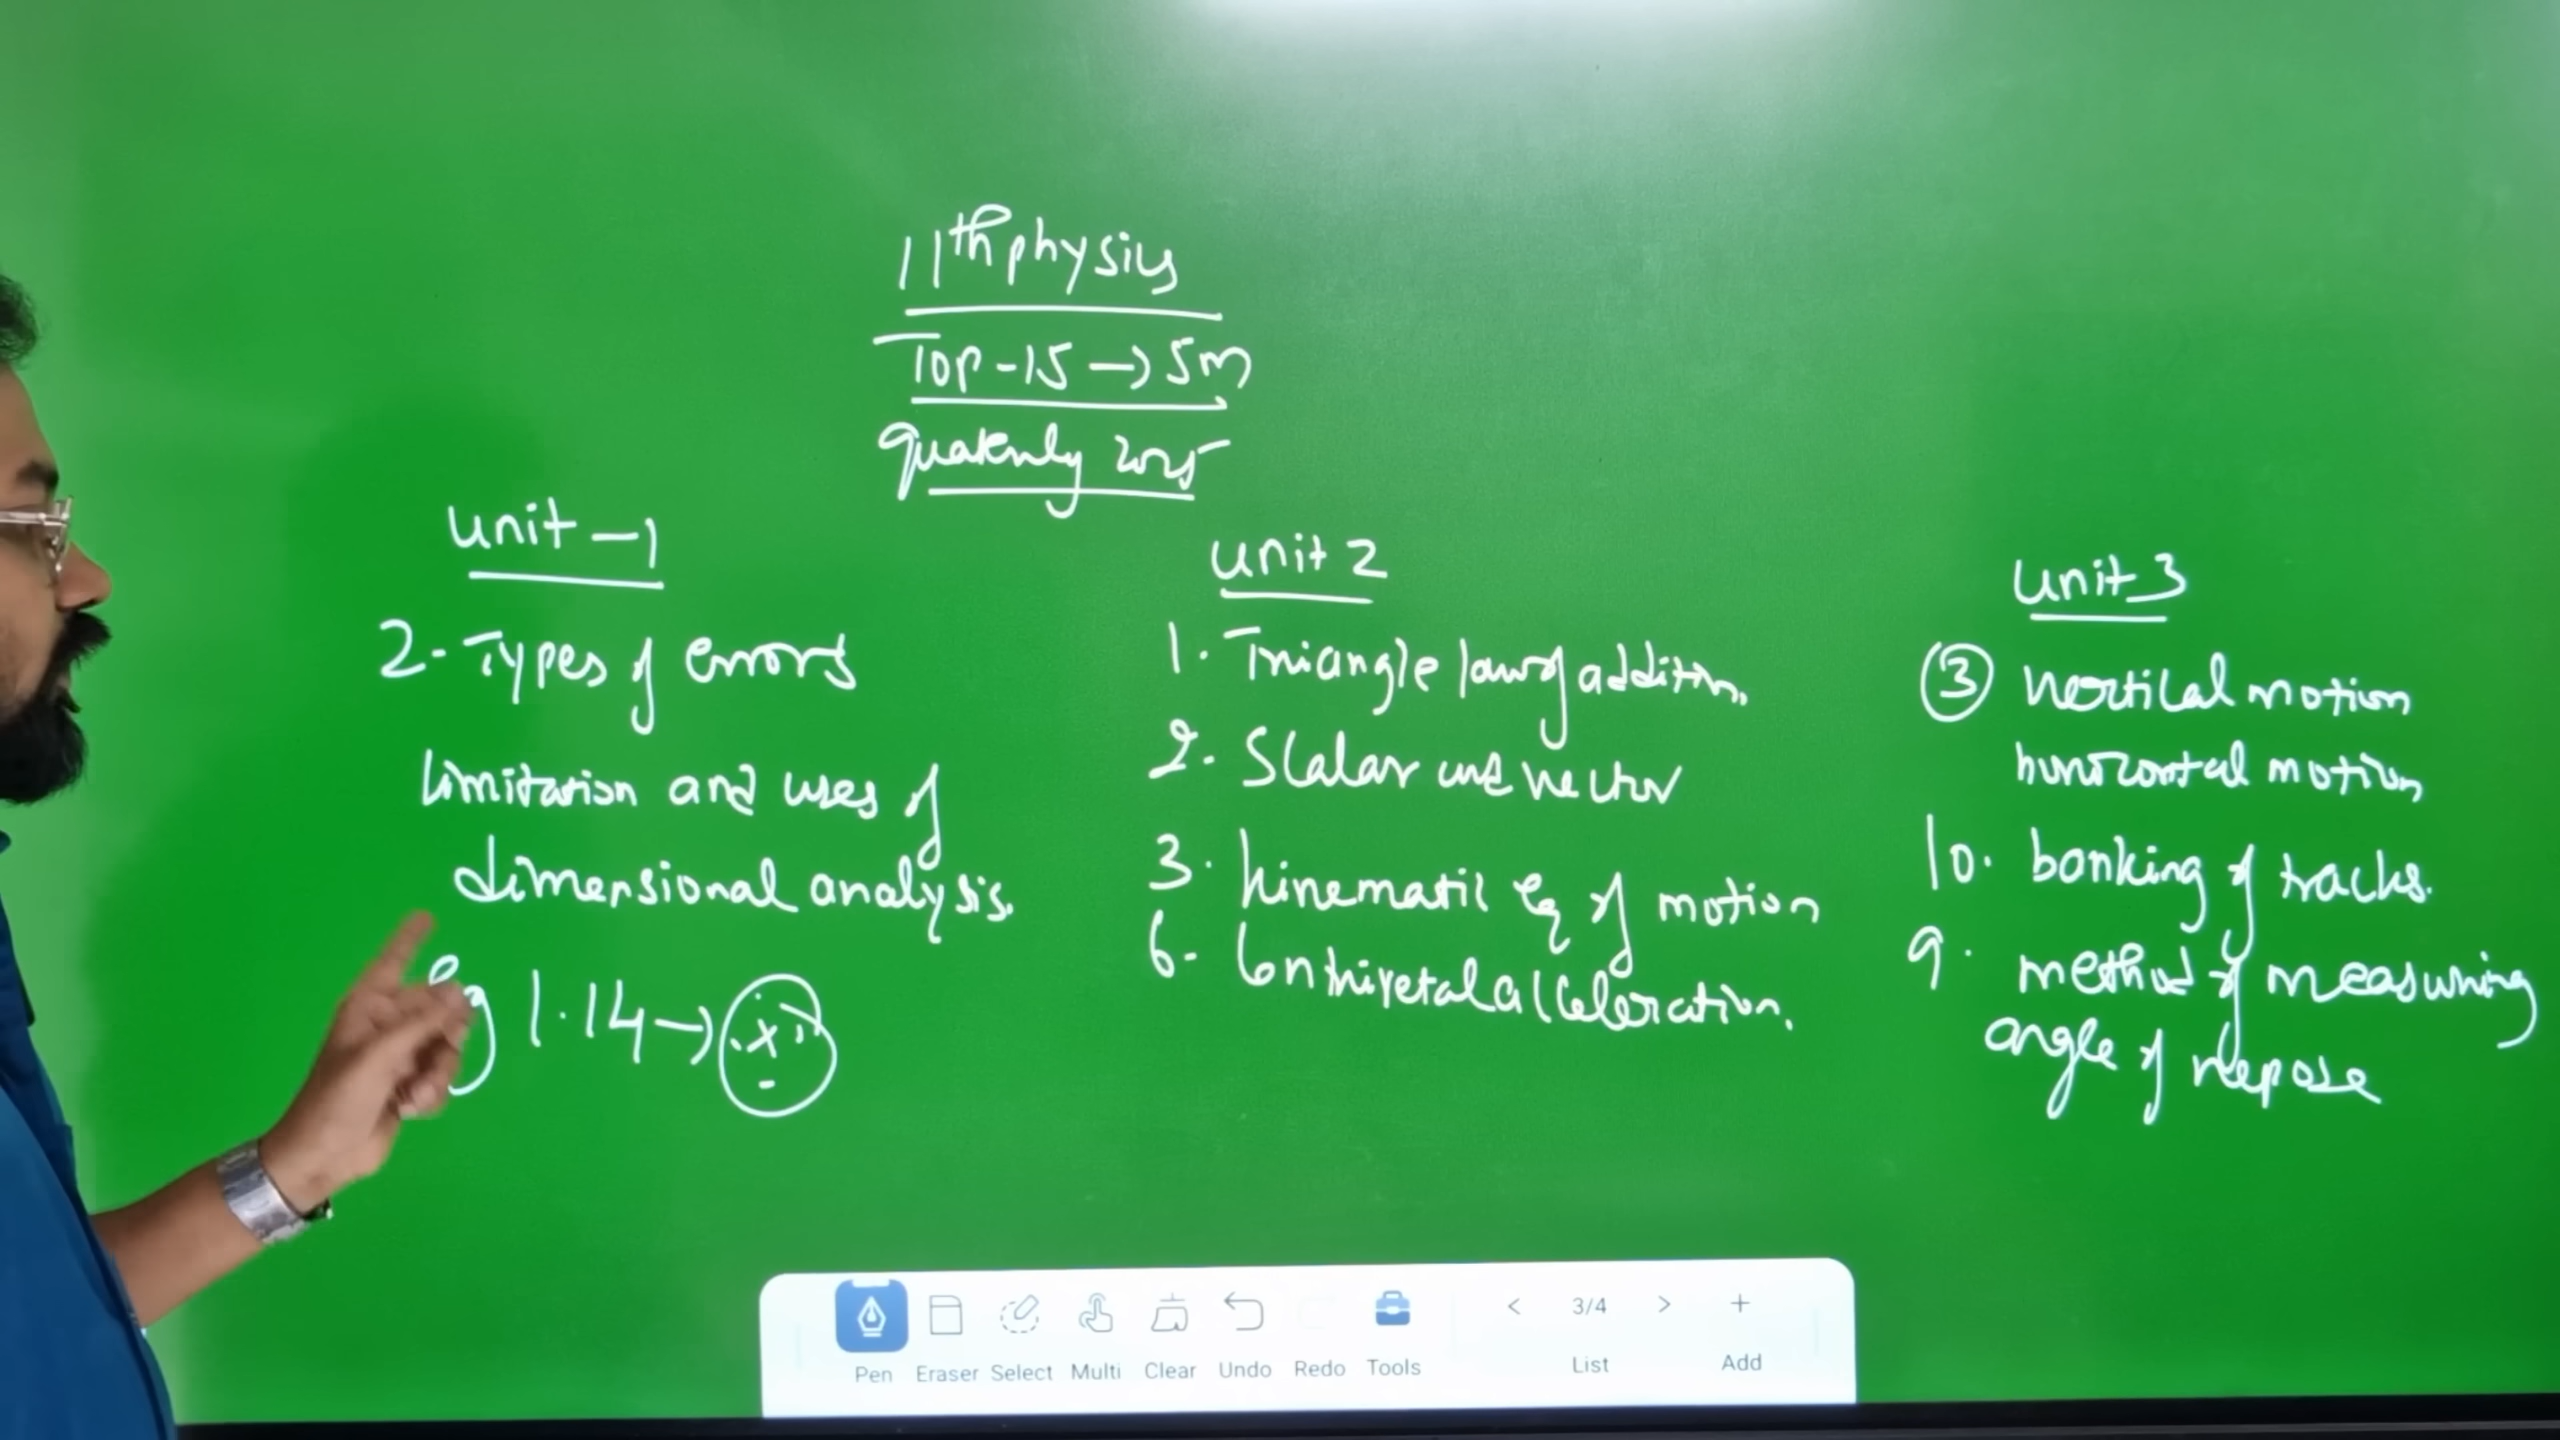 11th physics
Top-15 → 5m
quarterly 2025
unit-1
2. Types of errors
limitation and uses of
dimensional analysis.
Eg 1.14 →
unit 2
1. Triangle law of addition.
2. Scalar and vector
3. kinematic Eq of motion
6. Centripetal acceleration.
unit 3
③ vertical motion
horizontal motion
10. banking of tracks.
9. method of measuring
angle of repose
Pen Eraser Select Multi Clear Undo Redo Tools < 3/4 > List + Add